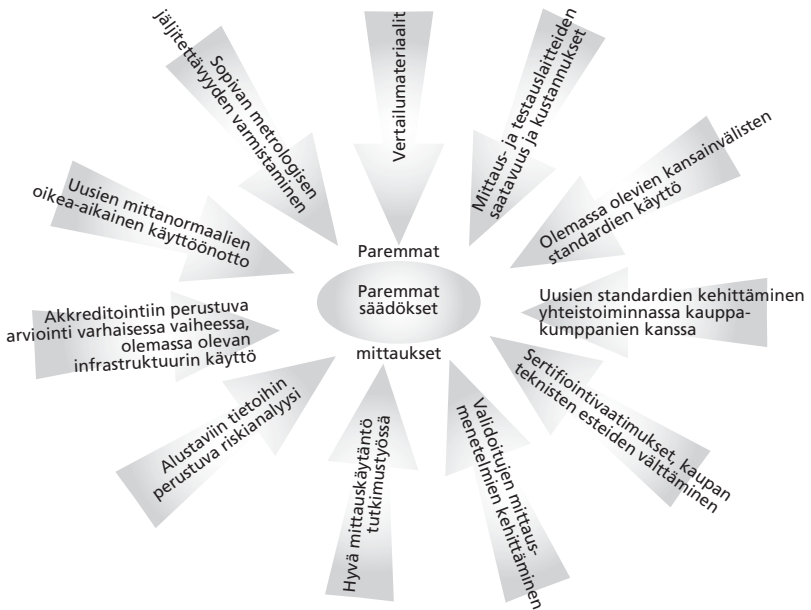 Vertailumateriaalit
Mittaus- ja testauslaitteiden
saatavuus ja kustannukset
Olemassa olevien kansainvälisten
standardien käyttö
Uusien standardien kehittäminen
yhteistoiminnassa kauppa-
kumppanien kanssa
Sertifiointivaatimukset, kaupan
teknisten esteiden välttäminen
Validoitujen mittaus-
menetelmien kehittäminen
Hyvä mittauskäytäntö
tutkimustyössä
Alustaviin tietoihin
perustuva riskianalyysi
Akkreditointiin perustuva
arviointi varhaisessa vaiheessa,
olemassa olevan
infrastruktuurin käyttö
Uusien mittanormaalien
oikea-aikainen käyttöönotto
Sopivan metrologisen
jäljitettävyyden varmistaminen
Paremmat
Paremmat
säädökset
mittaukset